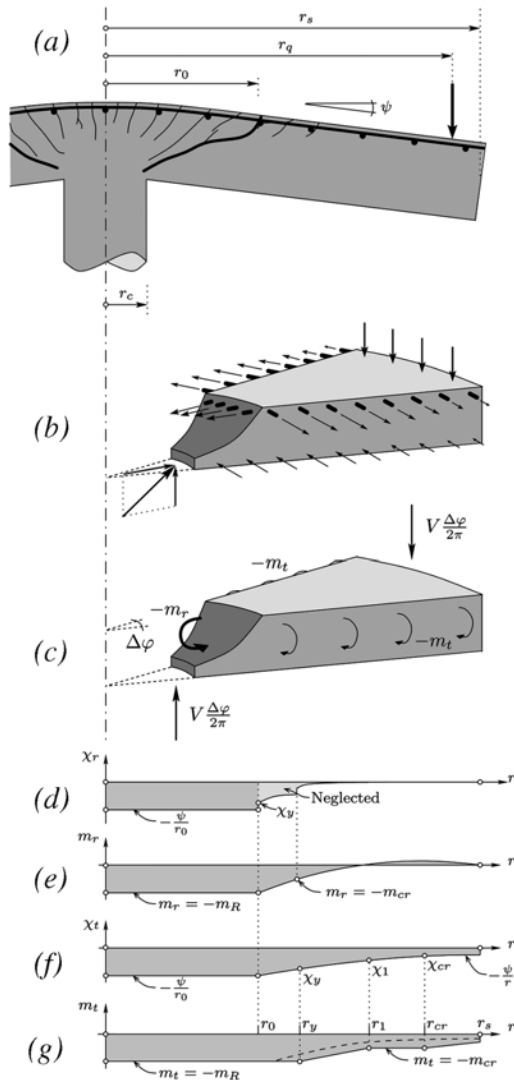 (a)
r_s
r_q
r_0
ψ
r_c
(b)
V Δφ/2π
(c)
-m_t
-m_r
Δφ
-m_t
V Δφ/2π
χ_r
(d)
r
-ψ/r_0
χ_y
Neglected
m_r
(e)
r
m_r = -m_R
m_r = -m_cr
χ_t
(f)
r
-ψ/r_0
χ_y
χ_1
χ_cr
-ψ/r
m_t
(g)
r_0
r_y
r_1
r_cr
r_s
r
m_t = -m_R
m_t = -m_cr